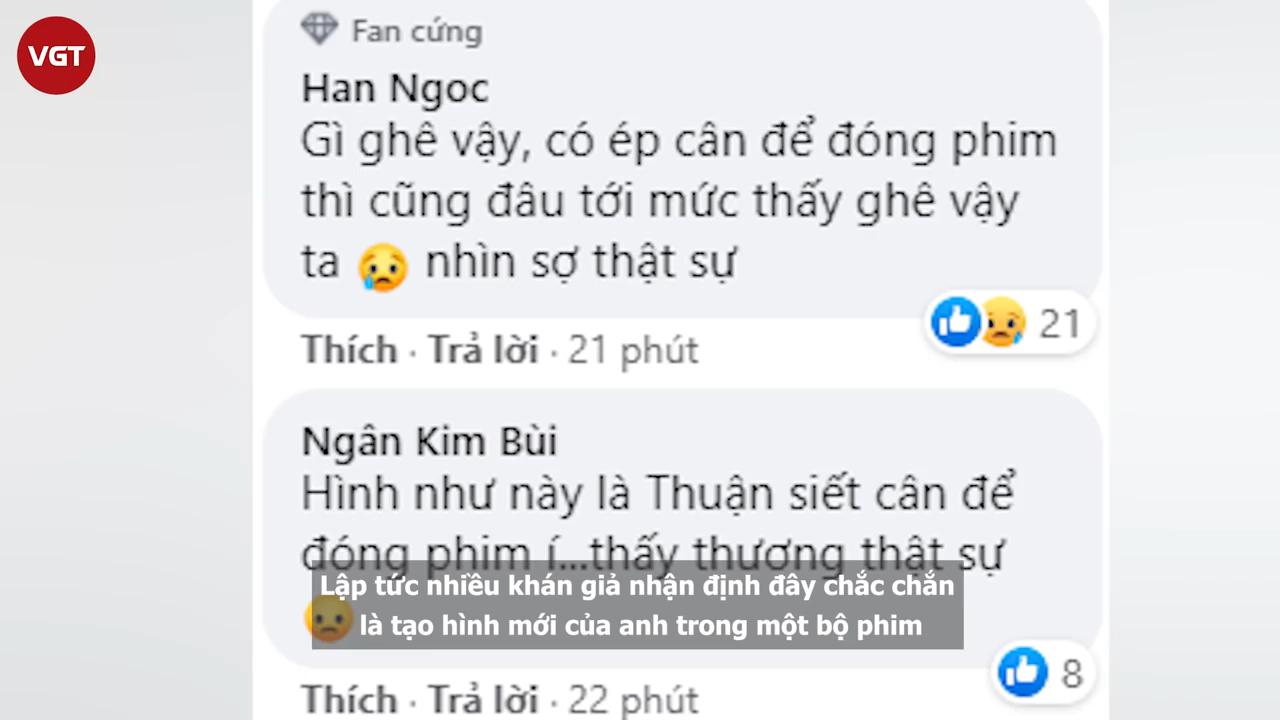 VGT
Fan cứng
Han Ngoc
Gì ghê vậy, có ép cân để đóng phim
thì cũng đâu tới mức thấy ghê vậy
ta 😥 nhìn sợ thật sự
21
Thích · Trả lời · 21 phút
Ngân Kim Bùi
Hình như này là Thuận siết cân để
đóng phim í...thấy thương thật sự
Lập tức nhiều khán giả nhận định đây chắc chắn
là tạo hình mới của anh trong một bộ phim
8
Thích · Trả lời · 22 phút